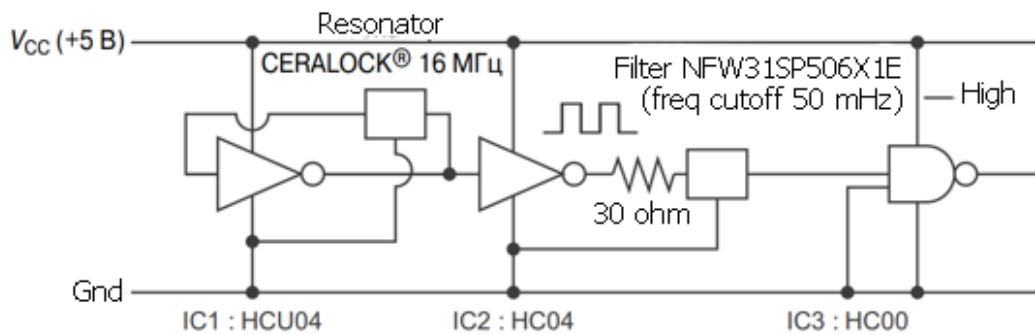 Resonator
V_CC (+5 В)
CERALOCK® 16 МГц
Filter NFW31SP506X1E
(freq cutoff 50 mHz)
High
30 ohm
Gnd
IC1 : HCU04
IC2 : HC04
IC3 : HC00